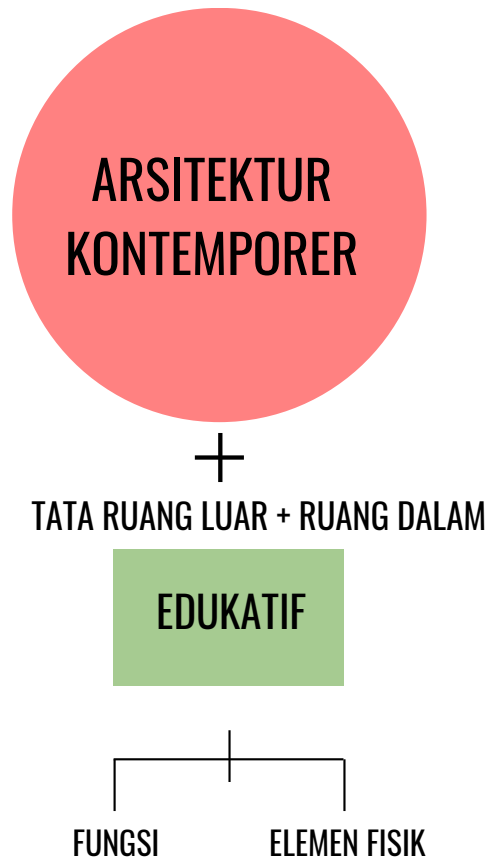 ARSITEKTUR
KONTEMPORER
+
TATA RUANG LUAR + RUANG DALAM
EDUKATIF
FUNGSI
ELEMEN FISIK